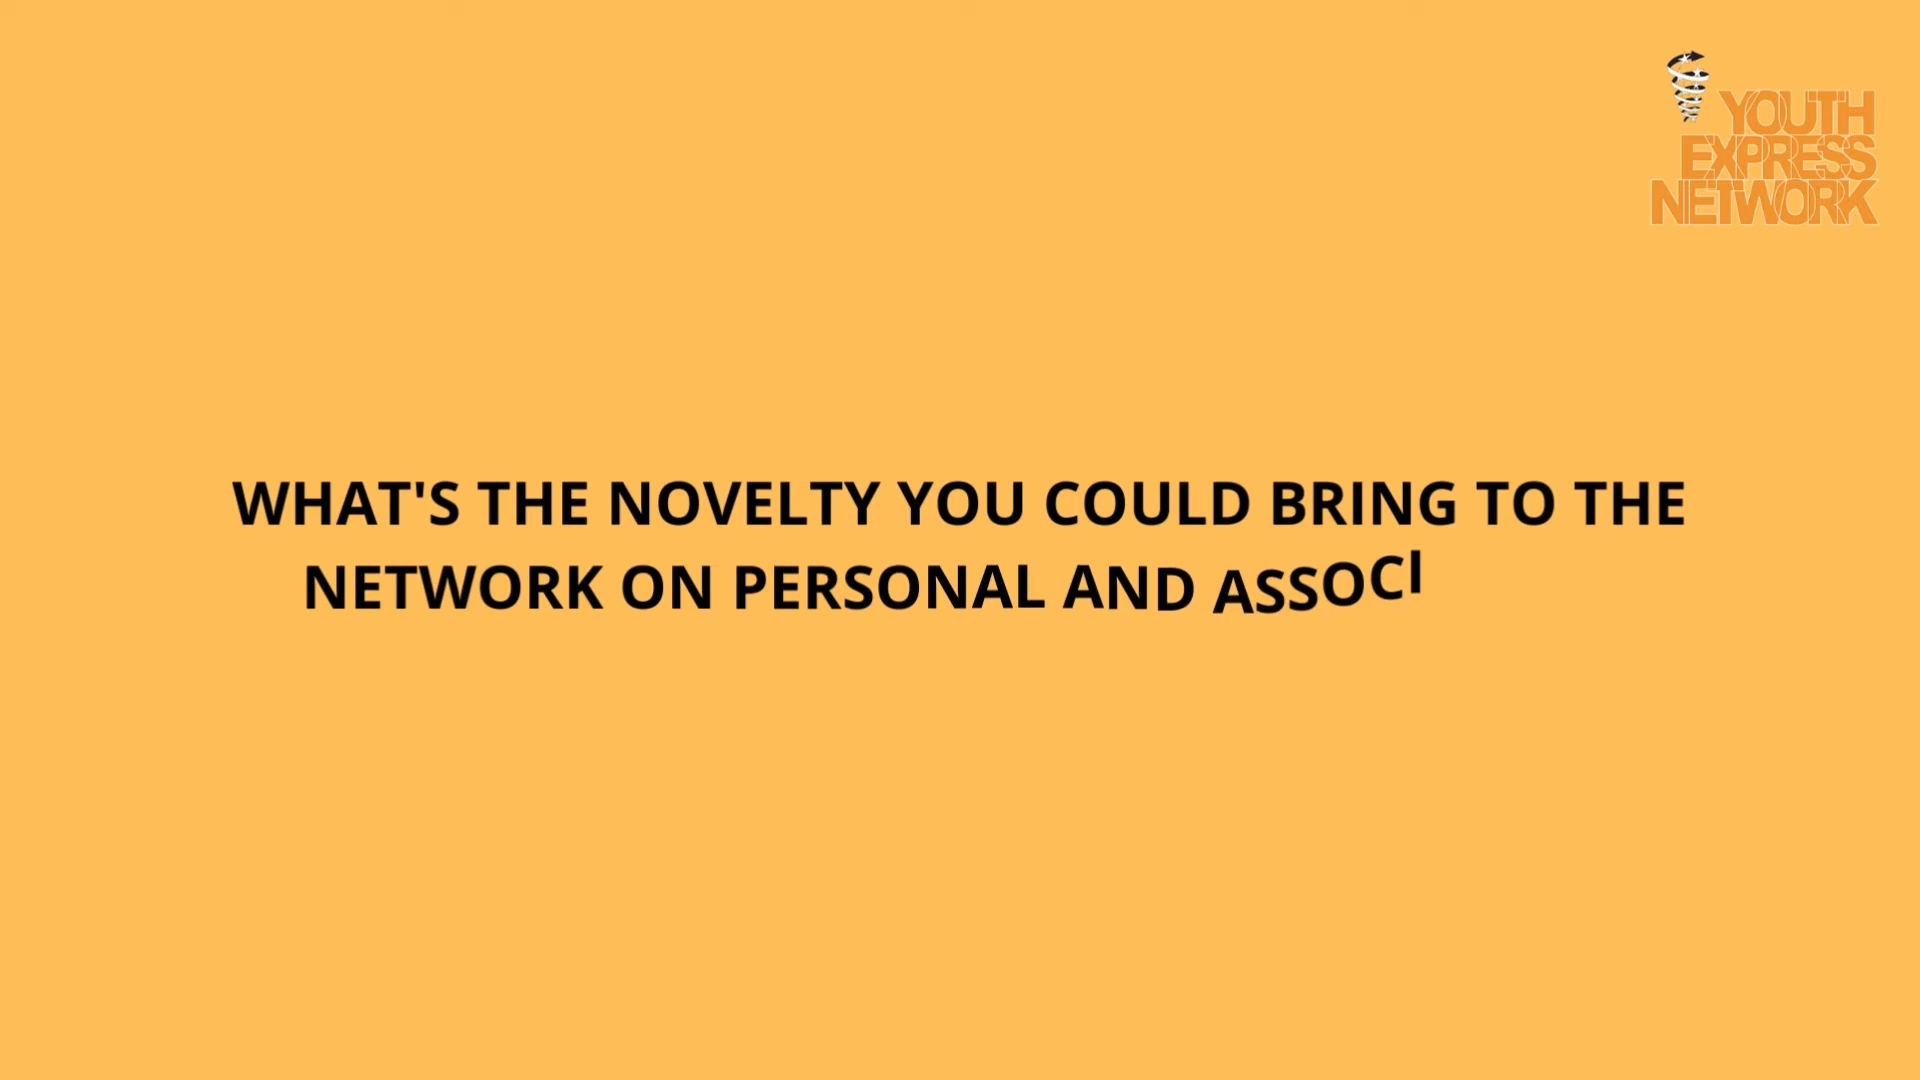 YOUTH
EXPRESS
NETWORK
WHAT'S THE NOVELTY YOU COULD BRING TO THE
NETWORK ON PERSONAL AND ASSOCI